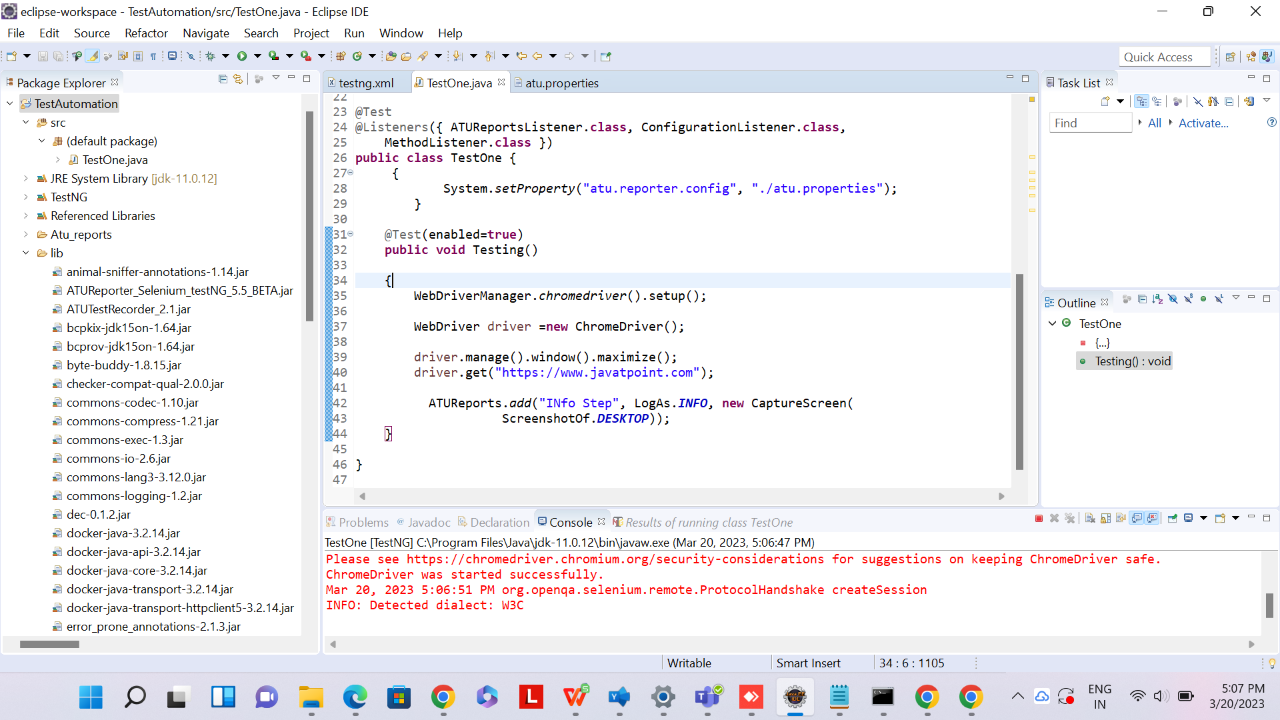 eclipse-workspace - TestAutomation/src/TestOne.java - Eclipse IDE
File Edit Source Refactor Navigate Search Project Run Window Help
Quick Access
Package Explorer
TestAutomation
src
(default package)
TestOne.java
JRE System Library [jdk-11.0.12]
TestNG
Referenced Libraries
Atu_reports
lib
animal-sniffer-annotations-1.14.jar
ATUReporter_Selenium_testNG_5.5_BETA.jar
ATUTestRecorder_2.1.jar
bcpkix-jdk15on-1.64.jar
bcprov-jdk15on-1.64.jar
byte-buddy-1.8.15.jar
checker-compat-qual-2.0.0.jar
commons-codec-1.10.jar
commons-compress-1.21.jar
commons-exec-1.3.jar
commons-io-2.6.jar
commons-lang3-3.12.0.jar
commons-logging-1.2.jar
dec-0.1.2.jar
docker-java-3.2.14.jar
docker-java-api-3.2.14.jar
docker-java-core-3.2.14.jar
docker-java-transport-3.2.14.jar
docker-java-transport-httpclient5-3.2.14.jar
error_prone_annotations-2.1.3.jar
testng.xml TestOne.java atu.properties
22
23 @Test
24 @Listeners({ ATUReportsListener.class, ConfigurationListener.class,
25 MethodListener.class })
26 public class TestOne {
27 {
28 System.setProperty("atu.reporter.config", "./atu.properties");
29 }
30
31 @Test(enabled=true)
32 public void Testing()
33
34 {
35 WebDriverManager.chromedriver().setup();
36
37 WebDriver driver =new ChromeDriver();
38
39 driver.manage().window().maximize();
40 driver.get("https://www.javatpoint.com");
41
42 ATUReports.add("INfo Step", LogAs.INFO, new CaptureScreen(
43 ScreenshotOf.DESKTOP));
44 }
45
46 }
47
Task List
Find All Activate...
Outline
TestOne
{...}
Testing() : void
Problems Javadoc Declaration Console Results of running class TestOne
TestOne [TestNG] C:\Program Files\Java\jdk-11.0.12\bin\javaw.exe (Mar 20, 2023, 5:06:47 PM)
Please see https://chromedriver.chromium.org/security-considerations for suggestions on keeping ChromeDriver safe.
ChromeDriver was started successfully.
Mar 20, 2023 5:06:51 PM org.openqa.selenium.remote.ProtocolHandshake createSession
INFO: Detected dialect: W3C
Writable Smart Insert 34 : 6 : 1105
ENG
IN
5:07 PM
3/20/2023